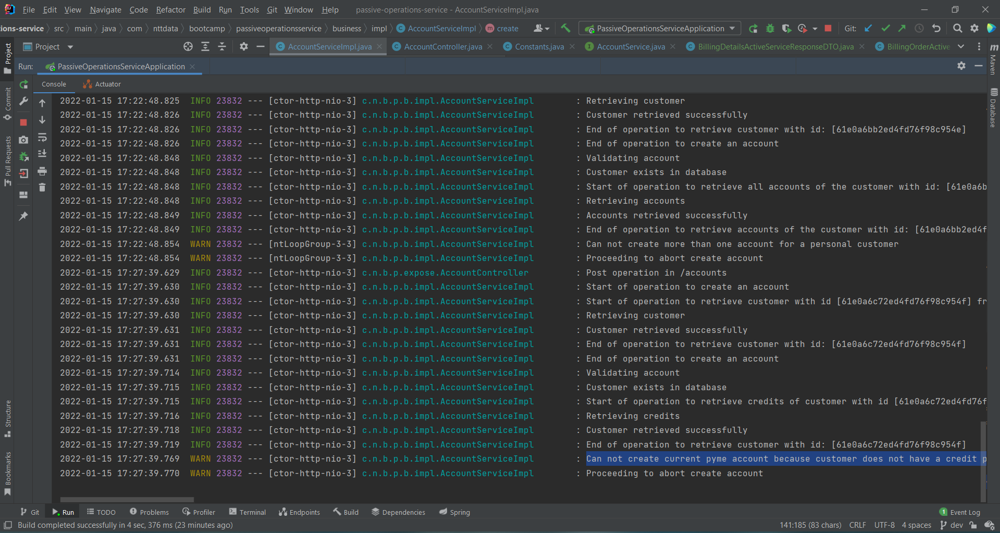 File Edit View Navigate Code Refactor Build Run Tools Git Window Help passive-operations-service - AccountServiceImpl.java
ons-service src main java com nttdata bootcamp passiveoperationsservice business impl AccountServiceImpl create PassiveOperationsServiceApplication Git:
Project AccountServiceImpl.java AccountController.java Constants.java AccountService.java BillingDetailsActiveServiceResponseDTO.java BillingOrderActive
Run: PassiveOperationsServiceApplication
Console Actuator
2022-01-15 17:22:48.825 INFO 23832 --- [ctor-http-nio-3] c.n.b.p.b.impl.AccountServiceImpl : Retrieving customer
2022-01-15 17:22:48.826 INFO 23832 --- [ctor-http-nio-3] c.n.b.p.b.impl.AccountServiceImpl : Customer retrieved successfully
2022-01-15 17:22:48.826 INFO 23832 --- [ctor-http-nio-3] c.n.b.p.b.impl.AccountServiceImpl : End of operation to retrieve customer with id: [61e0a6bb2ed4fd76f98c954e]
2022-01-15 17:22:48.826 INFO 23832 --- [ctor-http-nio-3] c.n.b.p.b.impl.AccountServiceImpl : End of operation to create an account
2022-01-15 17:22:48.848 INFO 23832 --- [ctor-http-nio-3] c.n.b.p.b.impl.AccountServiceImpl : Validating account
2022-01-15 17:22:48.848 INFO 23832 --- [ctor-http-nio-3] c.n.b.p.b.impl.AccountServiceImpl : Customer exists in database
2022-01-15 17:22:48.848 INFO 23832 --- [ctor-http-nio-3] c.n.b.p.b.impl.AccountServiceImpl : Start of operation to retrieve all accounts of the customer with id: [61e0a6b
2022-01-15 17:22:48.848 INFO 23832 --- [ctor-http-nio-3] c.n.b.p.b.impl.AccountServiceImpl : Retrieving accounts
2022-01-15 17:22:48.849 INFO 23832 --- [ctor-http-nio-3] c.n.b.p.b.impl.AccountServiceImpl : Accounts retrieved successfully
2022-01-15 17:22:48.849 INFO 23832 --- [ctor-http-nio-3] c.n.b.p.b.impl.AccountServiceImpl : End of operation to retrieve accounts of the customer with id: [61e0a6bb2ed4f
2022-01-15 17:22:48.854 WARN 23832 --- [ntLoopGroup-3-3] c.n.b.p.b.impl.AccountServiceImpl : Can not create more than one account for a personal customer
2022-01-15 17:22:48.854 WARN 23832 --- [ntLoopGroup-3-3] c.n.b.p.b.impl.AccountServiceImpl : Proceeding to abort create account
2022-01-15 17:27:39.629 INFO 23832 --- [ctor-http-nio-3] c.n.b.p.expose.AccountController : Post operation in /accounts
2022-01-15 17:27:39.630 INFO 23832 --- [ctor-http-nio-3] c.n.b.p.b.impl.AccountServiceImpl : Start of operation to create an account
2022-01-15 17:27:39.630 INFO 23832 --- [ctor-http-nio-3] c.n.b.p.b.impl.AccountServiceImpl : Start of operation to retrieve customer with id [61e0a6c72ed4fd76f98c954f] fr
2022-01-15 17:27:39.630 INFO 23832 --- [ctor-http-nio-3] c.n.b.p.b.impl.AccountServiceImpl : Retrieving customer
2022-01-15 17:27:39.631 INFO 23832 --- [ctor-http-nio-3] c.n.b.p.b.impl.AccountServiceImpl : Customer retrieved successfully
2022-01-15 17:27:39.631 INFO 23832 --- [ctor-http-nio-3] c.n.b.p.b.impl.AccountServiceImpl : End of operation to retrieve customer with id: [61e0a6c72ed4fd76f98c954f]
2022-01-15 17:27:39.631 INFO 23832 --- [ctor-http-nio-3] c.n.b.p.b.impl.AccountServiceImpl : End of operation to create an account
2022-01-15 17:27:39.714 INFO 23832 --- [ctor-http-nio-3] c.n.b.p.b.impl.AccountServiceImpl : Validating account
2022-01-15 17:27:39.715 INFO 23832 --- [ctor-http-nio-3] c.n.b.p.b.impl.AccountServiceImpl : Customer exists in database
2022-01-15 17:27:39.715 INFO 23832 --- [ctor-http-nio-3] c.n.b.p.b.impl.AccountServiceImpl : Start of operation to retrieve credits of customer with id [61e0a6c72ed4fd76f
2022-01-15 17:27:39.716 INFO 23832 --- [ctor-http-nio-3] c.n.b.p.b.impl.AccountServiceImpl : Retrieving credits
2022-01-15 17:27:39.718 INFO 23832 --- [ctor-http-nio-3] c.n.b.p.b.impl.AccountServiceImpl : Customer retrieved successfully
2022-01-15 17:27:39.719 INFO 23832 --- [ctor-http-nio-3] c.n.b.p.b.impl.AccountServiceImpl : End of operation to retrieve customer with id: [61e0a6c72ed4fd76f98c954f]
2022-01-15 17:27:39.769 WARN 23832 --- [ctor-http-nio-3] c.n.b.p.b.impl.AccountServiceImpl : Can not create current pyme account because customer does not have a credit p
2022-01-15 17:27:39.770 WARN 23832 --- [ctor-http-nio-3] c.n.b.p.b.impl.AccountServiceImpl : Proceeding to abort create account
Project
Commit
Pull Requests
Structure
Bookmarks
Maven
Database
Git Run TODO Problems Profiler Terminal Endpoints Build Dependencies Spring 1 Event Log
Build completed successfully in 4 sec, 376 ms (23 minutes ago) 141:185 (83 chars) CRLF UTF-8 4 spaces dev